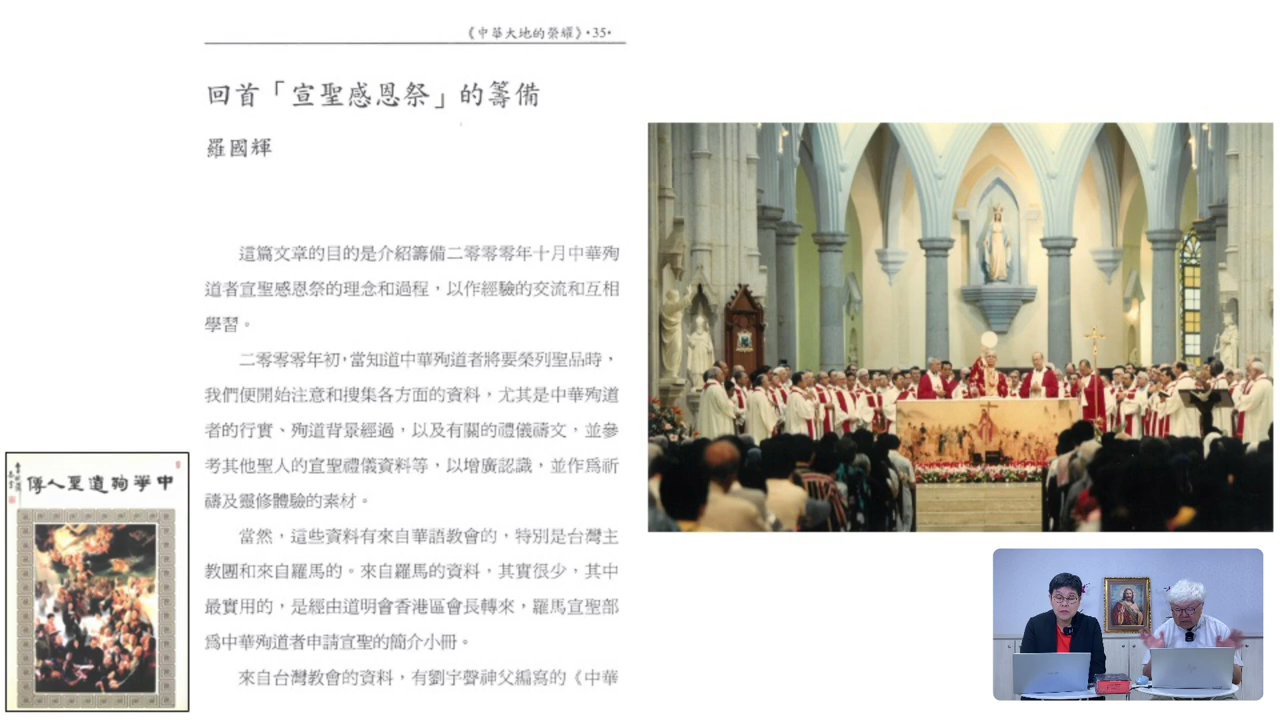 《中華大地的榮耀》·35·
回首「宣聖感恩祭」的籌備
羅國輝
這篇文章的目的是介紹籌備二零零零年十月中華殉
道者宣聖感恩祭的理念和過程，以作經驗的交流和互相
學習。
二零零零年初，當知道中華殉道者將要榮列聖品時，
我們便開始注意和搜集各方面的資料，尤其是中華殉道
者的行實、殉道背景經過，以及有關的禮儀禱文，並參
考其他聖人的宣聖禮儀資料等，以增廣認識，並作爲祈
禱及靈修體驗的素材。
當然，這些資料有來自華語教會的，特別是台灣主
教團和來自羅馬的。來自羅馬的資料，其實很少，其中
最實用的，是經由道明會香港區會長轉來，羅馬宣聖部
爲中華殉道者申請宣聖的簡介小冊。
來自台灣教會的資料，有劉宇聲神父編寫的《中華
中華殉道聖人傳